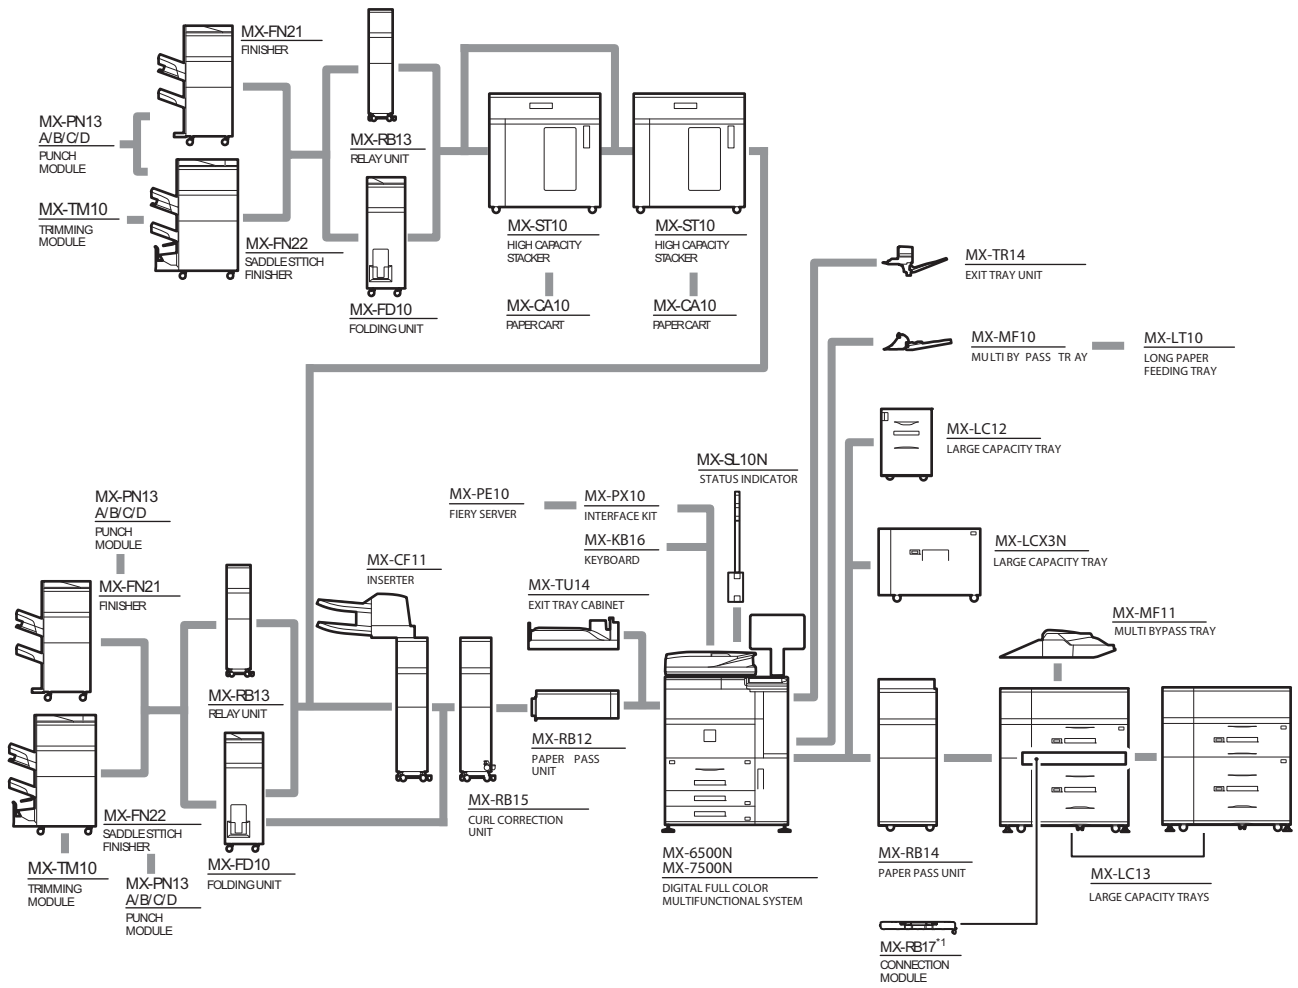 MX-FN21
FINISHER
MX-PN13
A/B/C/D
PUNCH
MODULE
MX-RB13
RELAY UNIT
MX-TM10
TRIMMING
MODULE
MX-FN22
SADDLE STTICH
FINISHER
MX-FD10
FOLDING UNIT
MX-ST10
HIGH CAPACITY
STACKER
MX-CA10
PAPER CART
MX-ST10
HIGH CAPACITY
STACKER
MX-CA10
PAPER CART
MX-TR14
EXIT TRAY UNIT
MX-MF10
MULTI BY PASS TR AY
MX-LT10
LONG PAPER
FEEDING TRAY
MX-LC12
LARGE CAPACITY TRAY
MX-SL10N
STATUS INDICATOR
MX-PE10
FIERY SERVER
MX-PX10
INTERFACE KIT
MX-KB16
KEYBOARD
MX-LCX3N
LARGE CAPACITY TRAY
MX-PN13
A/B/C/D
PUNCH
MODULE
MX-FN21
FINISHER
MX-CF11
INSERTER
MX-TU14
EXIT TRAY CABINET
MX-MF11
MULTI BYPASS TRAY
MX-RB13
RELAY UNIT
MX-RB12
PAPER PASS
UNIT
MX-RB15
CURL CORRECTION
UNIT
MX-FN22
SADDLE STTICH
FINISHER
MX-TM10
TRIMMING
MODULE
MX-PN13
A/B/C/D
PUNCH
MODULE
MX-FD10
FOLDING UNIT
MX-6500N
MX-7500N
DIGITAL FULL COLOR
MULTIFUNCTIONAL SYSTEM
MX-RB14
PAPER PASS UNIT
MX-LC13
LARGE CAPACITY TRAYS
MX-RB17*1
CONNECTION
MODULE